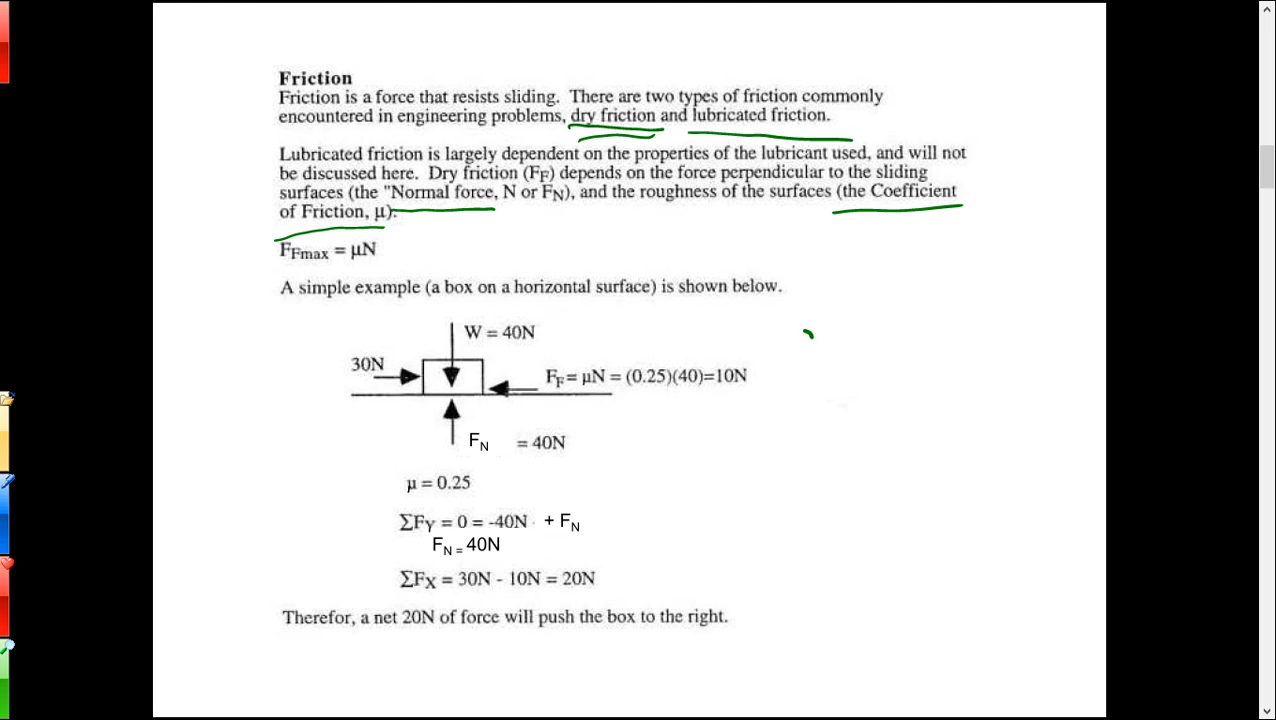 Friction
Friction is a force that resists sliding. There are two types of friction commonly
encountered in engineering problems, dry friction and lubricated friction.
Lubricated friction is largely dependent on the properties of the lubricant used, and will not
be discussed here. Dry friction (FF) depends on the force perpendicular to the sliding
surfaces (the "Normal force, N or FN), and the roughness of the surfaces (the Coefficient
of Friction, μ).
FFmax = μN
A simple example (a box on a horizontal surface) is shown below.
W = 40N
30N
FF = μN = (0.25)(40)=10N
FN = 40N
μ = 0.25
ΣFY = 0 = -40N + FN
FN = 40N
ΣFX = 30N - 10N = 20N
Therefor, a net 20N of force will push the box to the right.